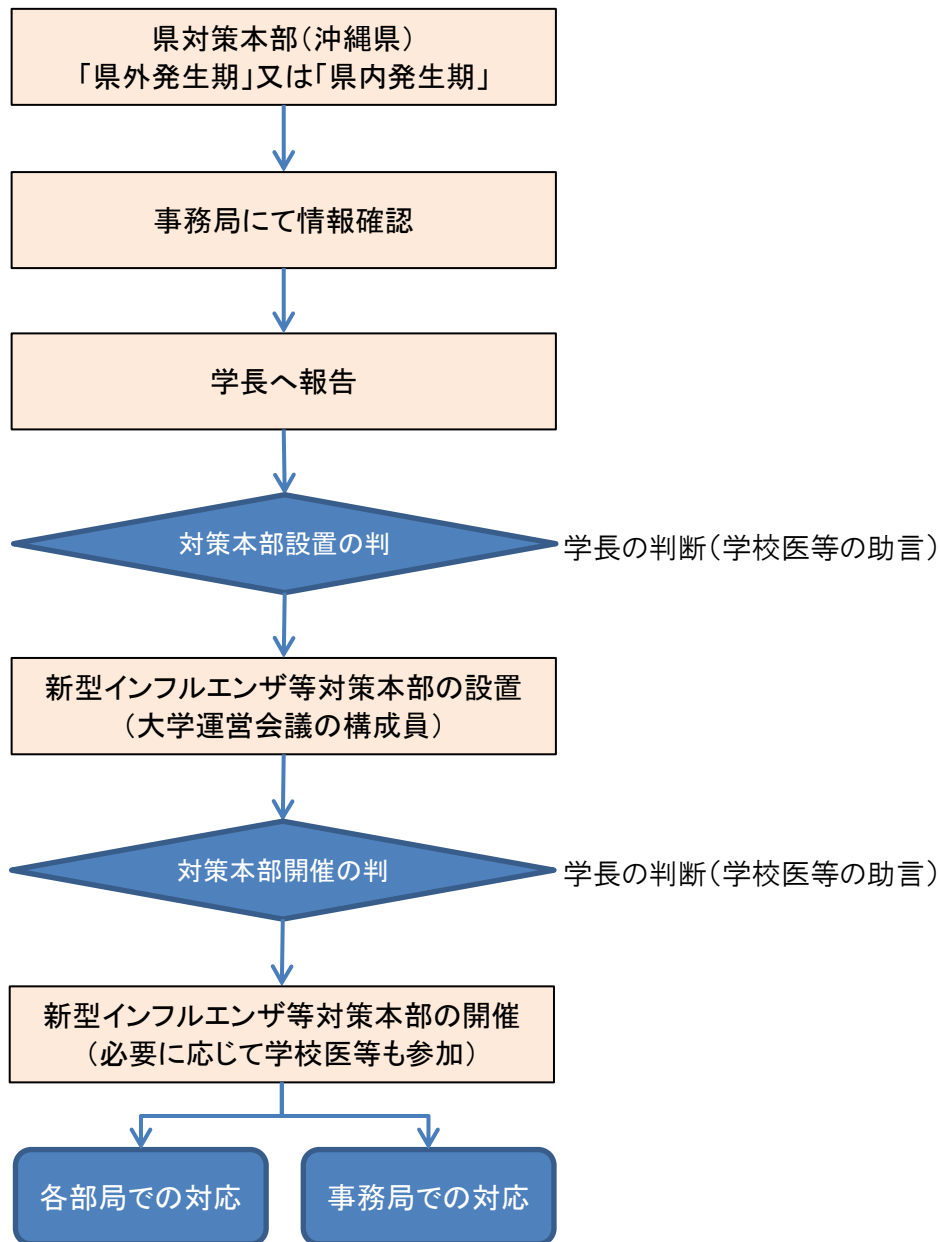 県対策本部（沖縄県）
「県外発生期」又は「県内発生期」
事務局にて情報確認
学長へ報告
対策本部設置の判
学長の判断（学校医等の助言）
新型インフルエンザ等対策本部の設置
（大学運営会議の構成員）
対策本部開催の判
学長の判断（学校医等の助言）
新型インフルエンザ等対策本部の開催
（必要に応じて学校医等も参加）
各部局での対応
事務局での対応